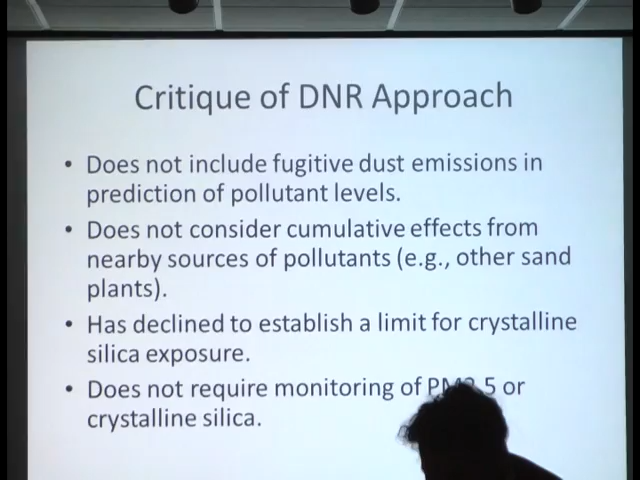 Critique of DNR Approach
• Does not include fugitive dust emissions in
prediction of pollutant levels.
• Does not consider cumulative effects from
nearby sources of pollutants (e.g., other sand
plants).
• Has declined to establish a limit for crystalline
silica exposure.
• Does not require monitoring of PM2.5 or
crystalline silica.